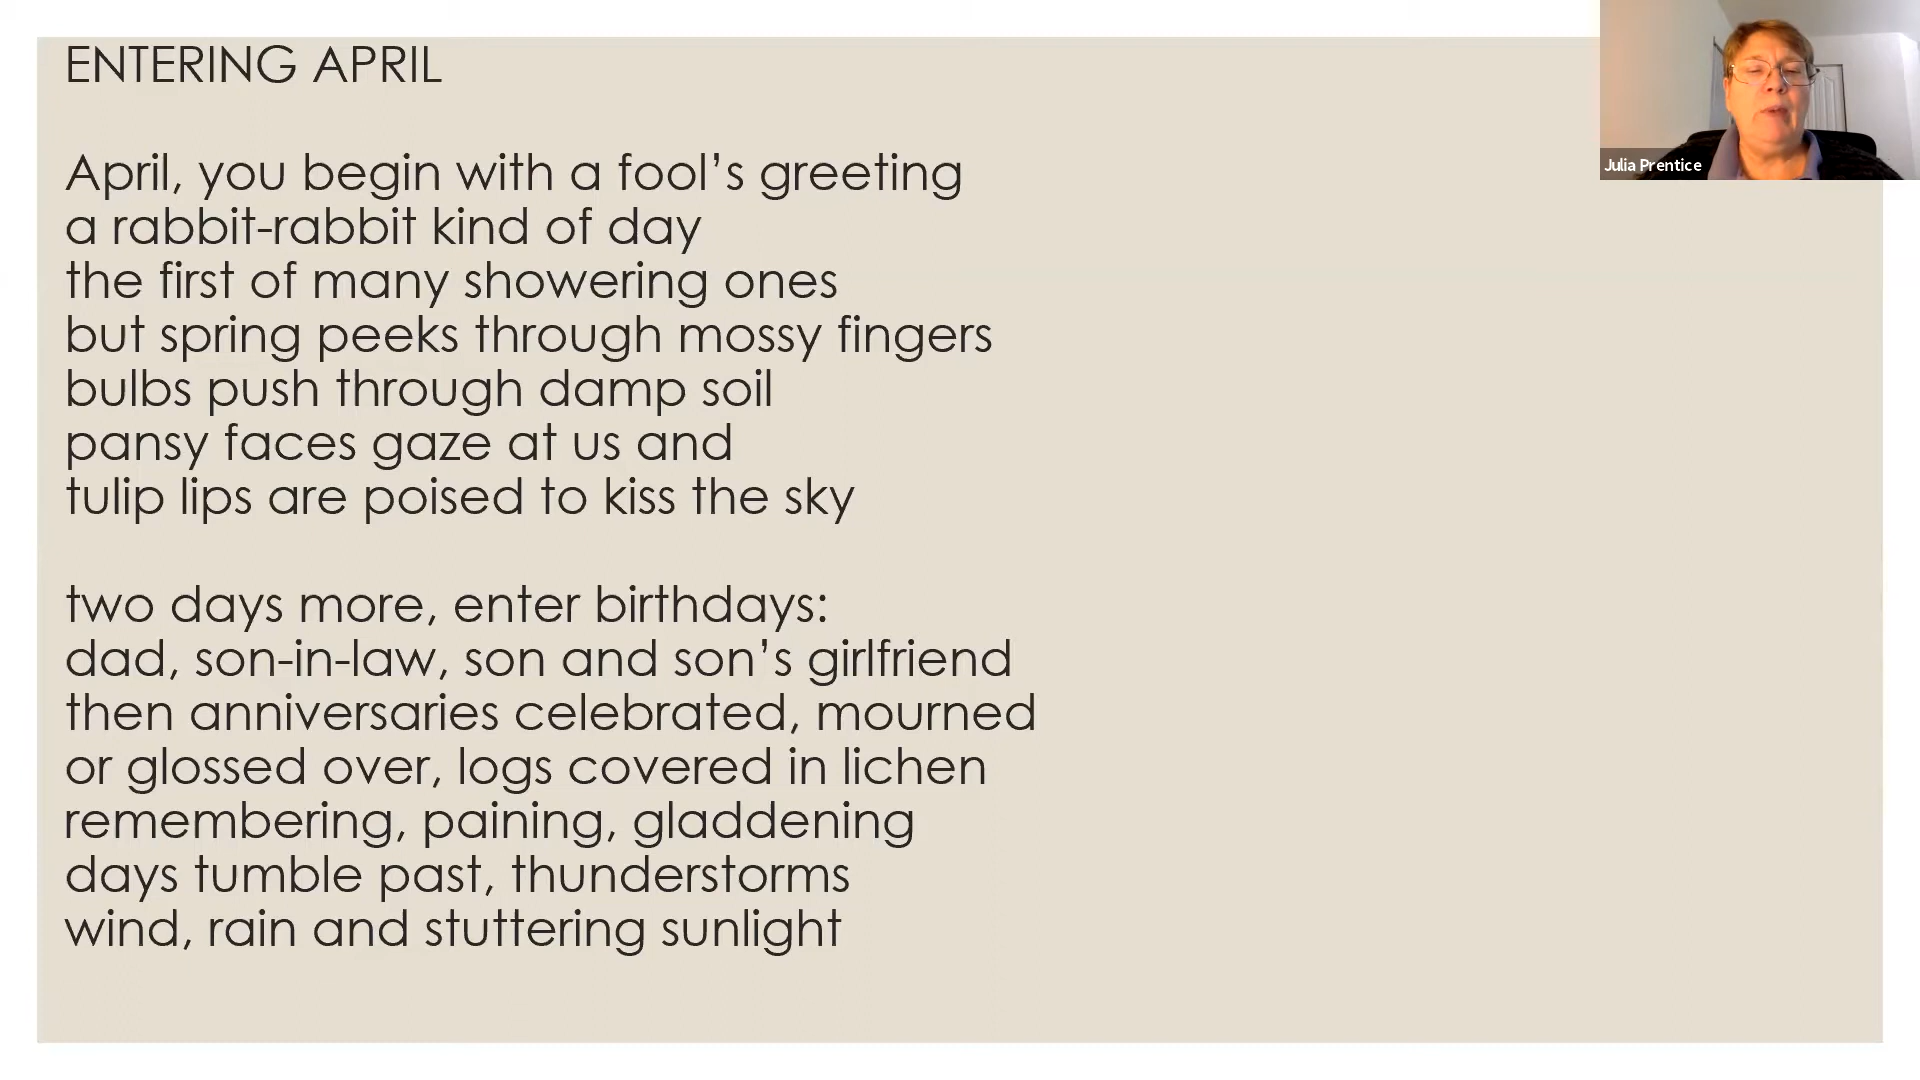 ENTERING APRIL
April, you begin with a fool’s greeting
a rabbit-rabbit kind of day
the first of many showering ones
but spring peeks through mossy fingers
bulbs push through damp soil
pansy faces gaze at us and
tulip lips are poised to kiss the sky
two days more, enter birthdays:
dad, son-in-law, son and son’s girlfriend
then anniversaries celebrated, mourned
or glossed over, logs covered in lichen
remembering, paining, gladdening
days tumble past, thunderstorms
wind, rain and stuttering sunlight
Julia Prentice